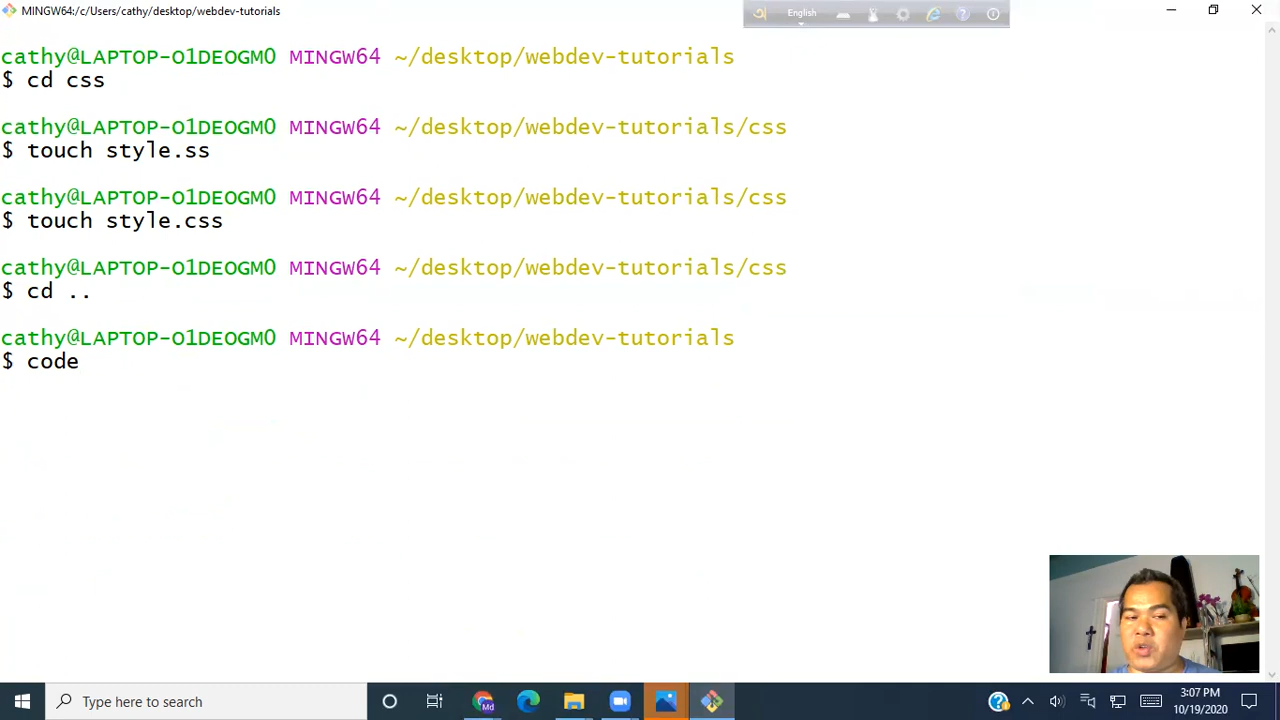 MINGW64:/c/Users/cathy/desktop/webdev-tutorials
English
cathy@LAPTOP-O1DEOGM0 MINGW64 ~/desktop/webdev-tutorials
$ cd css
cathy@LAPTOP-O1DEOGM0 MINGW64 ~/desktop/webdev-tutorials/css
$ touch style.ss
cathy@LAPTOP-O1DEOGM0 MINGW64 ~/desktop/webdev-tutorials/css
$ touch style.css
cathy@LAPTOP-O1DEOGM0 MINGW64 ~/desktop/webdev-tutorials/css
$ cd ..
cathy@LAPTOP-O1DEOGM0 MINGW64 ~/desktop/webdev-tutorials
$ code
Type here to search
Md
3:07 PM
10/19/2020